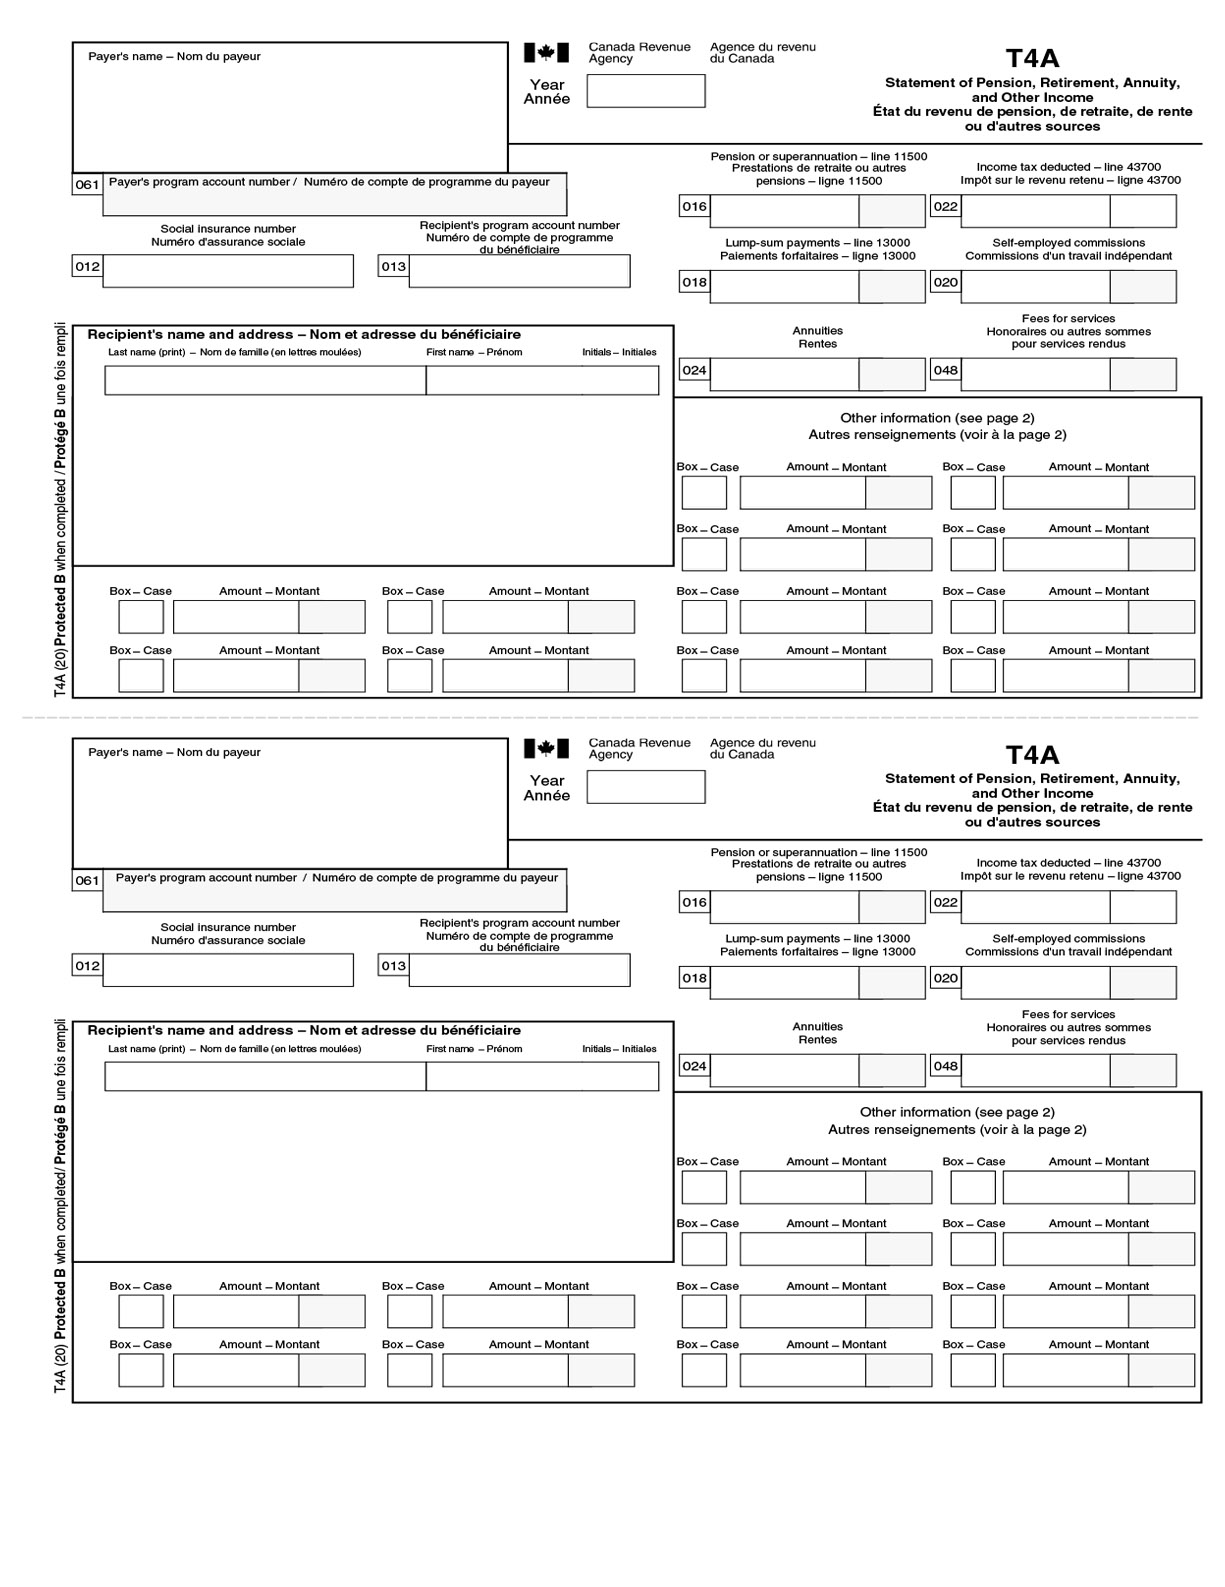 Payer's name – Nom du payeur
Canada Revenue Agency
Agence du revenu du Canada
Year
Année
T4A
Statement of Pension, Retirement, Annuity,
and Other Income
État du revenu de pension, de retraite, de rente
ou d'autres sources
061 Payer's program account number / Numéro de compte de programme du payeur
Pension or superannuation – line 11500
Prestations de retraite ou autres
pensions – ligne 11500
016
Income tax deducted – line 43700
Impôt sur le revenu retenu – ligne 43700
022
Social insurance number
Numéro d'assurance sociale
012
Recipient's program account number
Numéro de compte de programme
du bénéficiaire
013
Lump-sum payments – line 13000
Paiements forfaitaires – ligne 13000
018
Self-employed commissions
Commissions d'un travail indépendant
020
Recipient's name and address – Nom et adresse du bénéficiaire
Last name (print) – Nom de famille (en lettres moulées) First name – Prénom Initials – Initiales
Annuities
Rentes
024
Fees for services
Honoraires ou autres sommes
pour services rendus
048
Other information (see page 2)
Autres renseignements (voir à la page 2)
Box – Case Amount – Montant Box – Case Amount – Montant
Box – Case Amount – Montant Box – Case Amount – Montant
Box – Case Amount – Montant Box – Case Amount – Montant Box – Case Amount – Montant Box – Case Amount – Montant
Box – Case Amount – Montant Box – Case Amount – Montant Box – Case Amount – Montant Box – Case Amount – Montant
T4A (20) Protected B when completed / Protégé B une fois rempli
Payer's name – Nom du payeur
Canada Revenue Agency
Agence du revenu du Canada
Year
Année
T4A
Statement of Pension, Retirement, Annuity,
and Other Income
État du revenu de pension, de retraite, de rente
ou d'autres sources
061 Payer's program account number / Numéro de compte de programme du payeur
Pension or superannuation – line 11500
Prestations de retraite ou autres
pensions – ligne 11500
016
Income tax deducted – line 43700
Impôt sur le revenu retenu – ligne 43700
022
Social insurance number
Numéro d'assurance sociale
012
Recipient's program account number
Numéro de compte de programme
du bénéficiaire
013
Lump-sum payments – line 13000
Paiements forfaitaires – ligne 13000
018
Self-employed commissions
Commissions d'un travail indépendant
020
Recipient's name and address – Nom et adresse du bénéficiaire
Last name (print) – Nom de famille (en lettres moulées) First name – Prénom Initials – Initiales
Annuities
Rentes
024
Fees for services
Honoraires ou autres sommes
pour services rendus
048
Other information (see page 2)
Autres renseignements (voir à la page 2)
Box – Case Amount – Montant Box – Case Amount – Montant
Box – Case Amount – Montant Box – Case Amount – Montant
Box – Case Amount – Montant Box – Case Amount – Montant Box – Case Amount – Montant Box – Case Amount – Montant
Box – Case Amount – Montant Box – Case Amount – Montant Box – Case Amount – Montant Box – Case Amount – Montant
T4A (20) Protected B when completed/ Protégé B une fois rempli